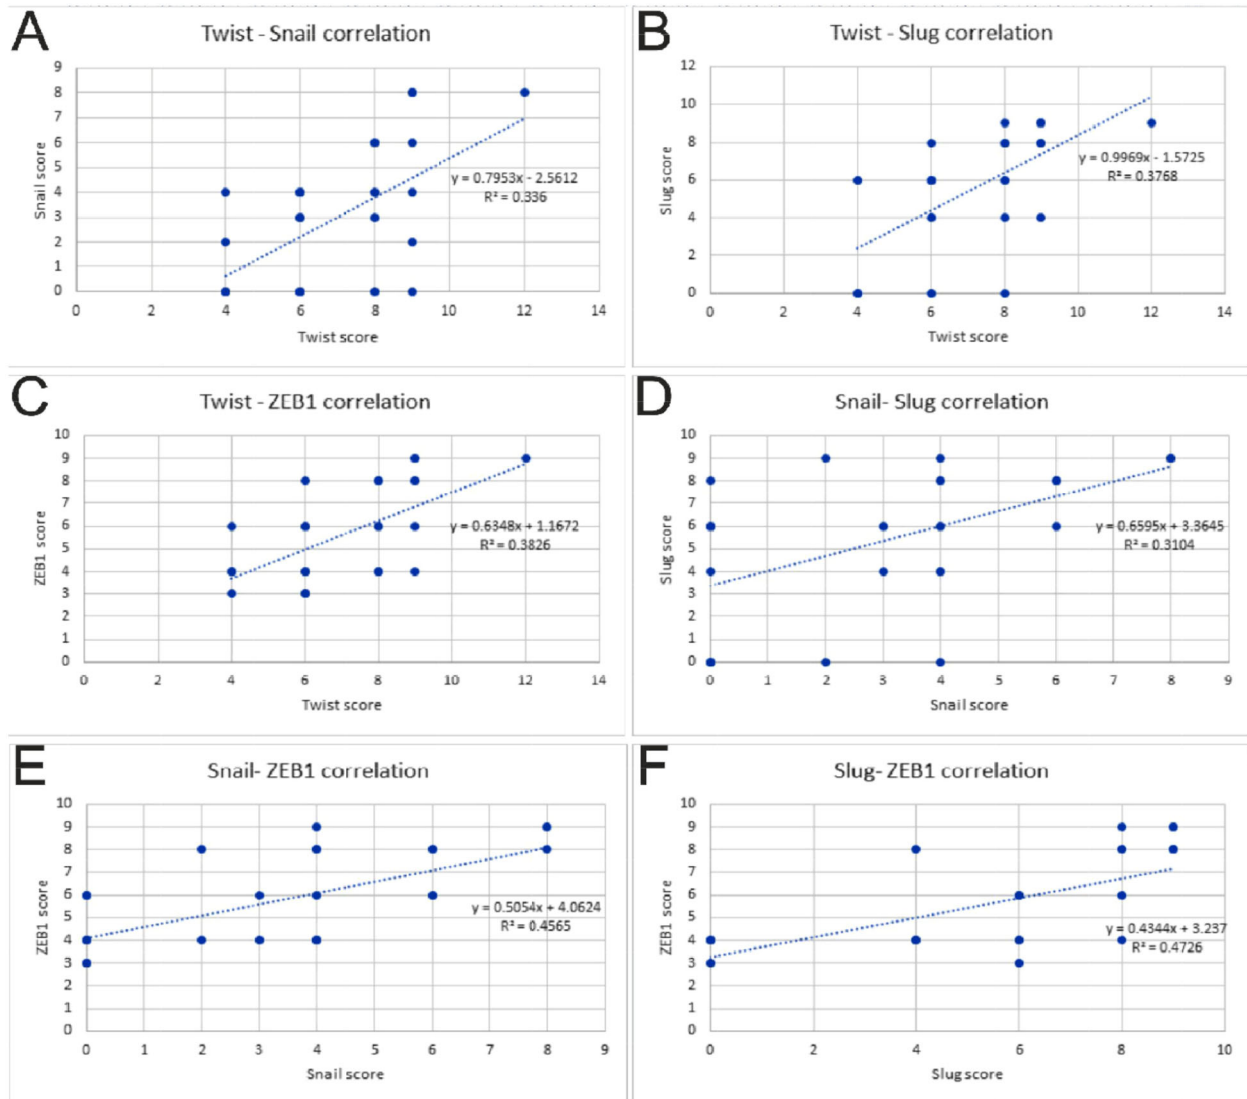 A
Twist - Snail correlation
9
8
7
6
5
4
3
2
1
0
Snail score
y = 0.7953x - 2.5612
R² = 0.336
0 2 4 6 8 10 12 14
Twist score
B
Twist - Slug correlation
12
10
8
6
4
2
0
Slug score
y = 0.9969x - 1.5725
R² = 0.3768
0 2 4 6 8 10 12 14
Twist score
C
Twist - ZEB1 correlation
10
9
8
7
6
5
4
3
2
1
0
ZEB1 score
y = 0.6348x + 1.1672
R² = 0.3826
0 2 4 6 8 10 12 14
Twist score
D
Snail- Slug correlation
10
9
8
7
6
5
4
3
2
1
0
Slug score
y = 0.6595x + 3.3645
R² = 0.3104
0 1 2 3 4 5 6 7 8 9
Snail score
E
Snail- ZEB1 correlation
10
9
8
7
6
5
4
3
2
1
0
ZEB1 score
y = 0.5054x + 4.0624
R² = 0.4565
0 1 2 3 4 5 6 7 8 9
Snail score
F
Slug- ZEB1 correlation
10
9
8
7
6
5
4
3
2
1
0
ZEB1 score
y = 0.4344x + 3.237
R² = 0.4726
0 2 4 6 8 10
Slug score